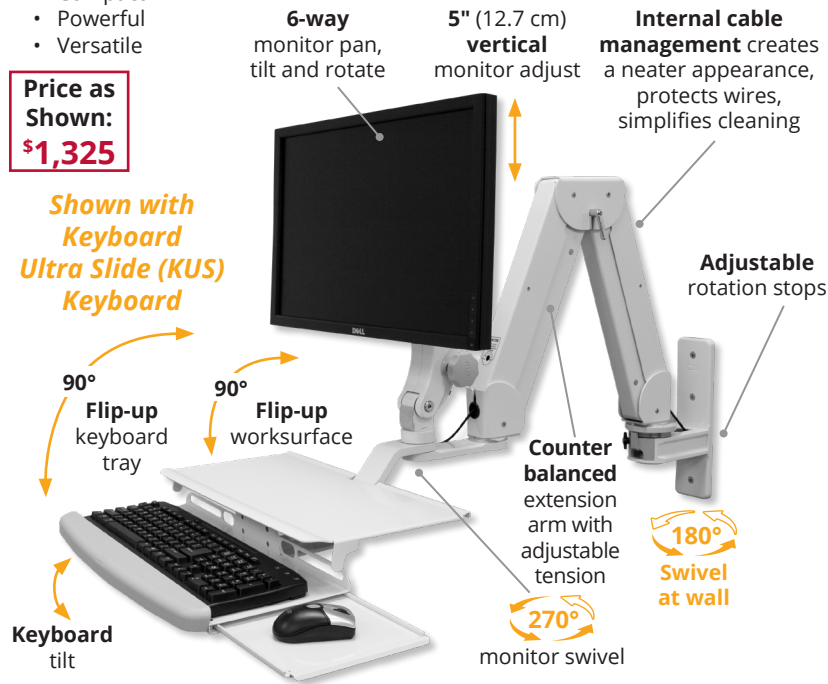 • Powerful
• Versatile
Price as
Shown:
$1,325
Shown with
Keyboard
Ultra Slide (KUS)
Keyboard
6-way
monitor pan,
tilt and rotate
5" (12.7 cm)
vertical
monitor adjust
Internal cable
management creates
a neater appearance,
protects wires,
simplifies cleaning
Adjustable
rotation stops
90°
Flip-up
keyboard
tray
90°
Flip-up
worksurface
DELL
Counter
balanced
extension
arm with
adjustable
tension
180°
Swivel
at wall
270°
monitor swivel
Keyboard
tilt